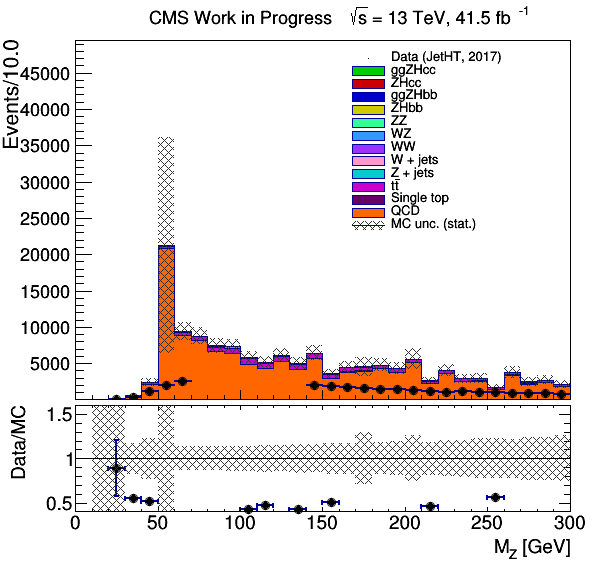 CMS Work in Progress √s = 13 TeV, 41.5 fb⁻¹
Events/10.0
45000
40000
35000
30000
25000
20000
15000
10000
5000
Data (JetHT, 2017)
ggZHcc
ZHcc
ggZHbb
ZHbb
ZZ
WZ
WW
W + jets
Z + jets
tt̄
Single top
QCD
MC unc. (stat.)
Data/MC
1.5
1
0.5
0 50 100 150 200 250 300
M_Z [GeV]